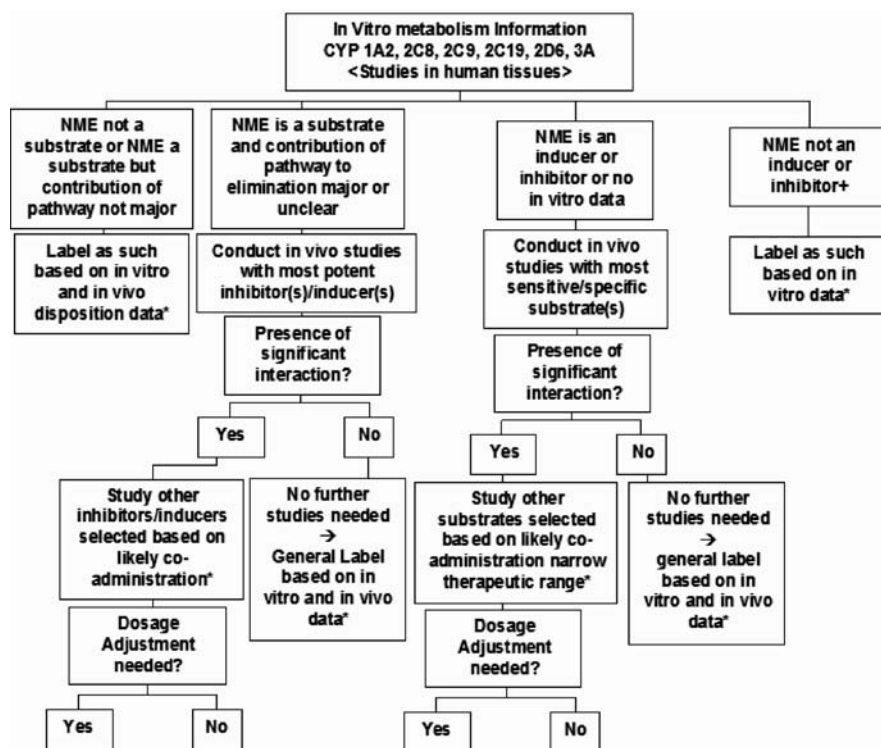 In Vitro metabolism Information
CYP 1A2, 2C8, 2C9, 2C19, 2D6, 3A
<Studies in human tissues>
NME not a
substrate or NME a
substrate but
contribution of
pathway not major
Label as such
based on in vitro
and in vivo
disposition data*
NME is a substrate
and contribution of
pathway to
elimination major or
unclear
Conduct in vivo studies
with most potent
inhibitor(s)/inducer(s)
Presence of
significant
interaction?
Yes
No
Study other
inhibitors/inducers
selected based on
likely co-
administration*
No further
studies needed
→
General Label
based on in
vitro and in vivo
data*
Dosage
Adjustment
needed?
Yes
No
NME is an
inducer or
inhibitor or no
in vitro data
Conduct in vivo
studies with most
sensitive/specific
substrate(s)
Presence of
significant
interaction?
Yes
No
Study other
substrates selected
based on likely co-
administration narrow
therapeutic range*
No further
studies needed
→
general label
based on in
vitro and in vivo
data*
Dosage
Adjustment
needed?
Yes
No
NME not an
inducer or
inhibitor+
Label as such
based on in
vitro data*